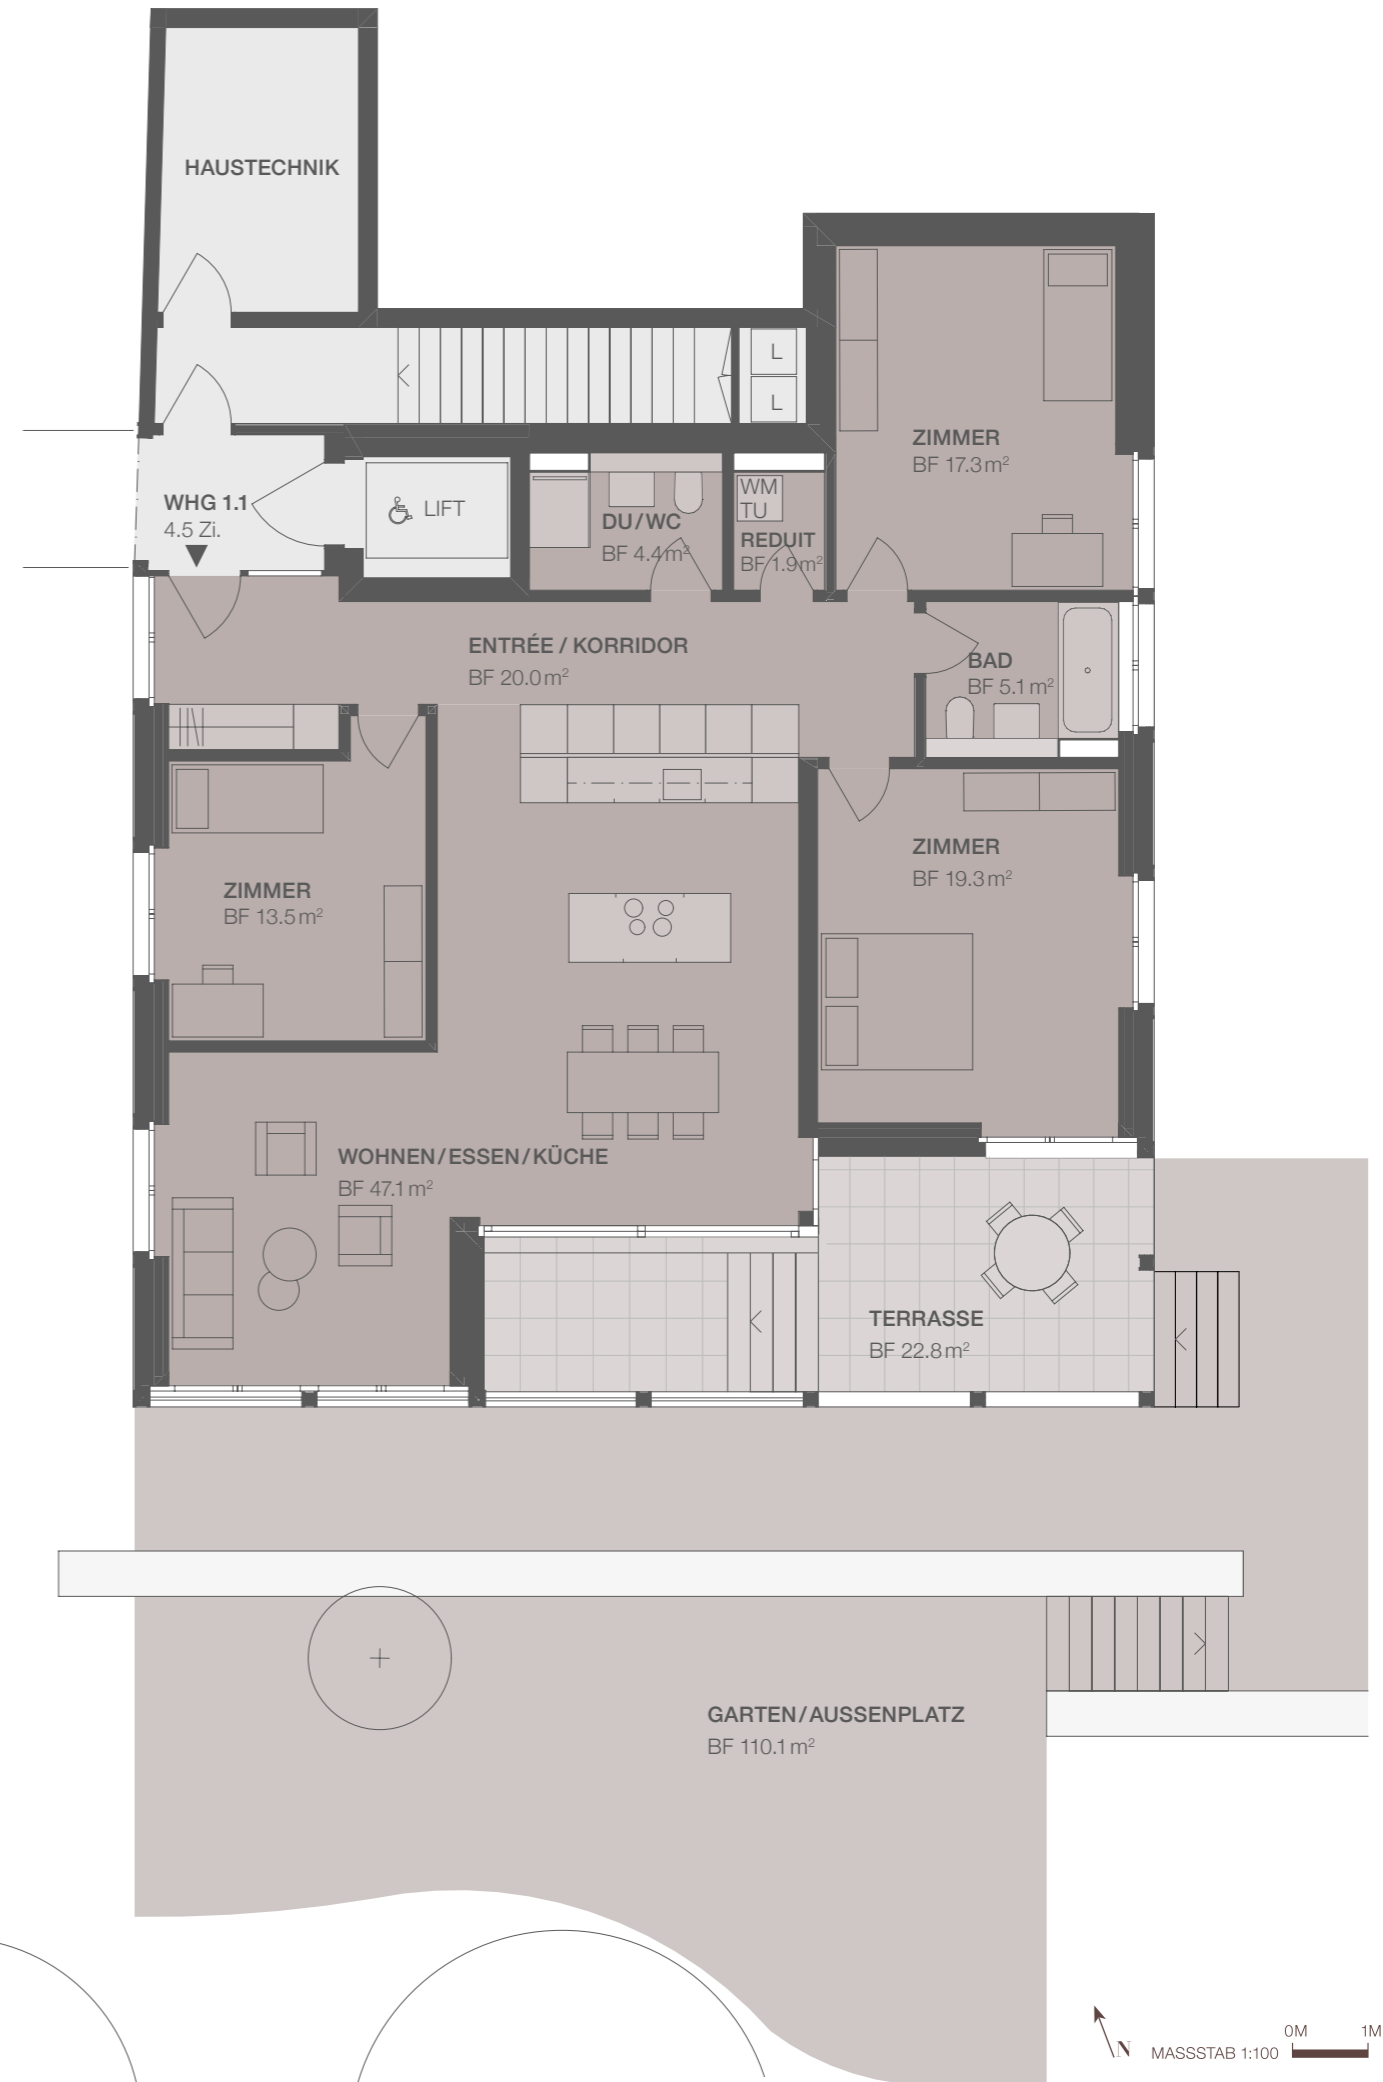 HAUSTECHNIK
L
L
ZIMMER
BF 17.3 m²
WHG 1.1
4.5 Zi.
LIFT
DU/WC
BF 4.4 m²
WM
TU
REDUIT
BF 1.9 m²
ENTRÉE / KORRIDOR
BF 20.0 m²
BAD
BF 5.1 m²
ZIMMER
BF 13.5 m²
ZIMMER
BF 19.3 m²
WOHNEN/ESSEN/KÜCHE
BF 47.1 m²
TERRASSE
BF 22.8 m²
GARTEN/AUSSENPLATZ
BF 110.1 m²
N
MASSSTAB 1:100
0M 1M